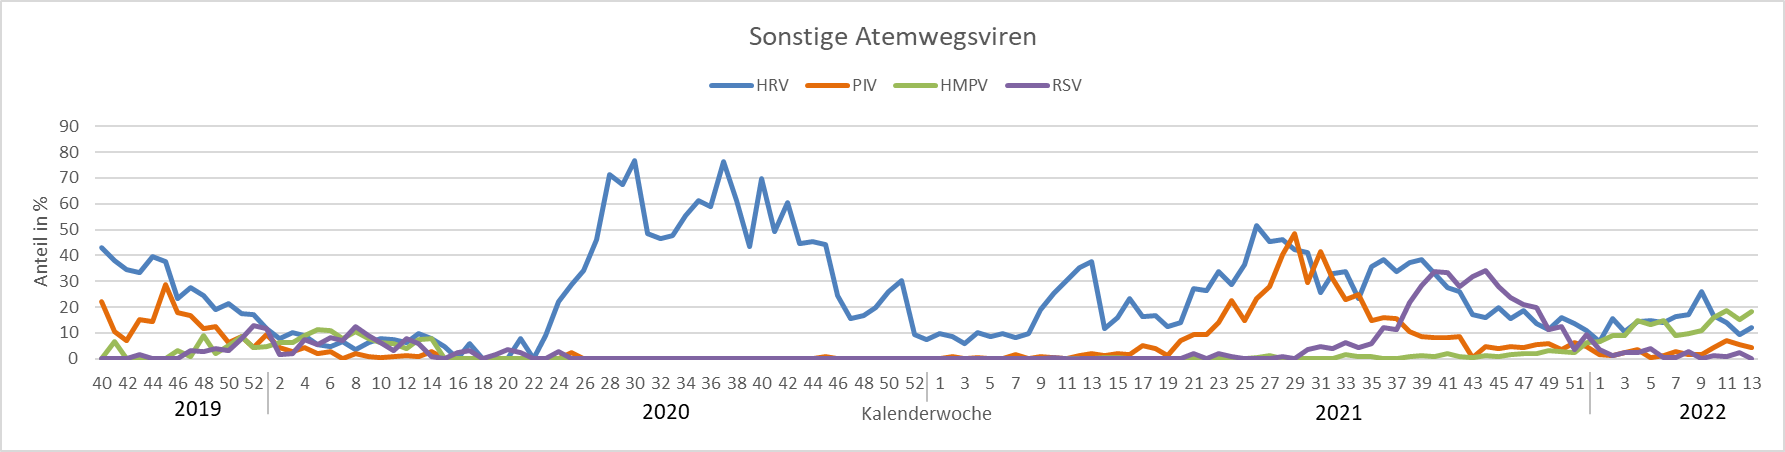 Sonstige Atemwegsviren
HRV PIV HMPV RSV
Anteil in %
90
80
70
60
50
40
30
20
10
0
40 42 44 46 48 50 52 2 4 6 8 10 12 14 16 18 20 22 24 26 28 30 32 34 36 38 40 42 44 46 48 50 52 1 3 5 7 9 11 13 15 17 19 21 23 25 27 29 31 33 35 37 39 41 43 45 47 49 51 1 3 5 7 9 11 13
2019 2020 2021 2022
Kalenderwoche